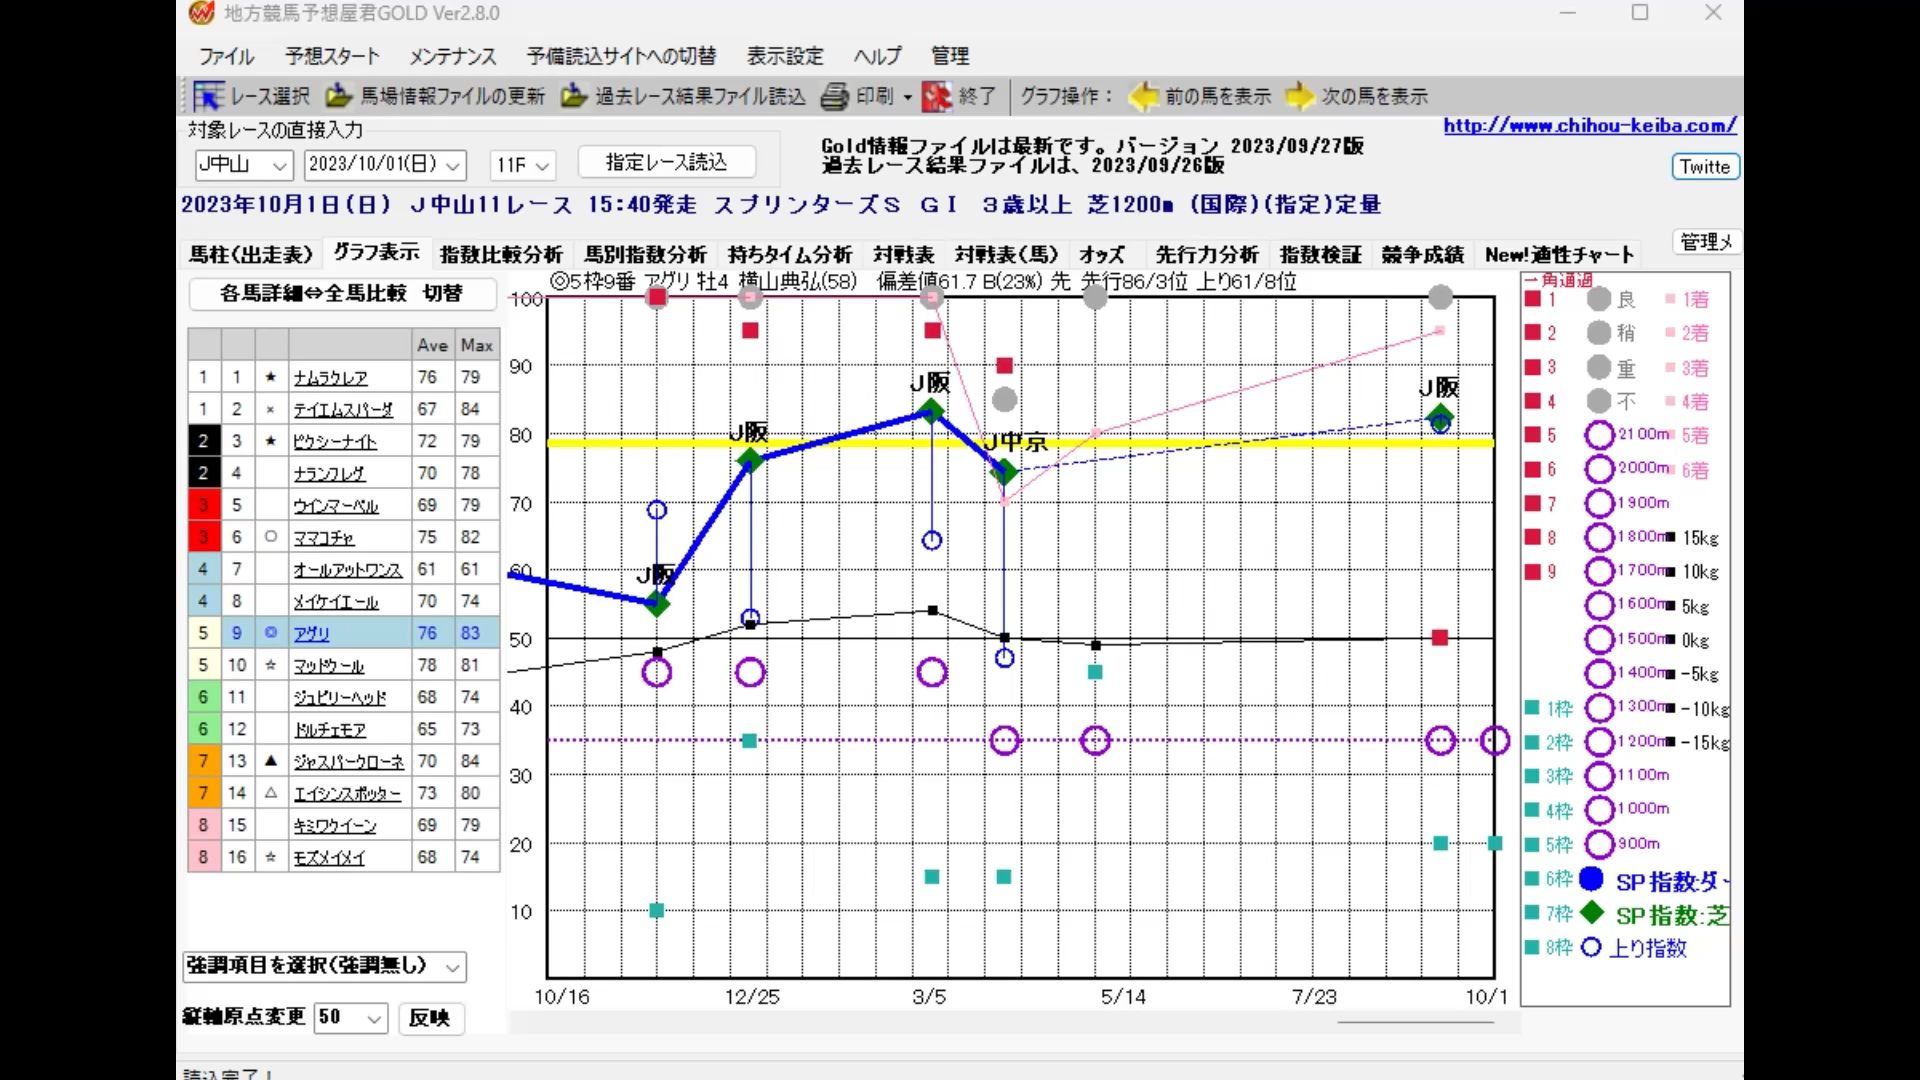 地方競馬予想屋君GOLD Ver2.8.0
ファイル 予想スタート メンテナンス 予備読込サイトへの切替 表示設定 ヘルプ 管理
レース選択 馬場情報ファイルの更新 過去レース結果ファイル読込 印刷 終了 グラフ操作： 前の馬を表示 次の馬を表示
対象レースの直接入力
http://www.chihou-keiba.com/
J中山 2023/10/01(日) 11F 指定レース読込
Gold情報ファイルは最新です。バージョン 2023/09/27版
過去レース結果ファイルは、2023/09/26版
Twitte
2023年10月1日(日) J中山11レース 15:40発走 スプリンターズS GI 3歳以上 芝1200m (国際)(指定)定量
管理メ
馬柱(出走表) グラフ表示 指数比較分析 馬別指数分析 持ちタイム分析 対戦表 対戦表(馬) オッズ 先行力分析 指数検証 競争成績 New!適性チャート
各馬詳細⇔全馬比較 切替
◎5枠9番 アグリ 牡4 横山典弘(58) 偏差値61.7 B(23%) 先 先行86/3位 上り61/8位
Ave Max
1 1 ★ ナムラクレア 76 79
1 2 × テイエムスパーダ 67 84
2 3 ★ ピクシーナイト 72 79
2 4 ナランフレグ 70 78
3 5 ウインマーベル 69 79
3 6 ○ ママコチャ 75 82
4 7 オールアットワンス 61 61
4 8 メイケイエール 70 74
5 9 ◎ アグリ 76 83
5 10 ☆ マッドクール 78 81
6 11 ジュビリーヘッド 68 74
6 12 ドルチェモア 65 73
7 13 ▲ ジャスパークローネ 70 84
7 14 △ エイシンスポッター 73 80
8 15 キミワクイーン 69 79
8 16 ☆ モズメイメイ 68 74
強調項目を選択(強調無し)
縦軸原点変更 50 反映
100
90
80
70
60
50
40
30
20
10
J阪
J阪
J阪
J中京
J阪
10/16 12/25 3/5 5/14 7/23 10/1
一角通過
1 良 1着
2 稍 2着
3 重 3着
4 不 4着
5 2100m 5着
6 2000m 6着
7 1900m
8 1800m 15kg
9 1700m 10kg
1600m 5kg
1500m 0kg
1400m -5kg
1枠 1300m -10kg
2枠 1200m -15kg
3枠 1100m
4枠 1000m
5枠 900m
6枠 SP指数:ダ
7枠 SP指数:芝
8枠 上り指数
読込完了！